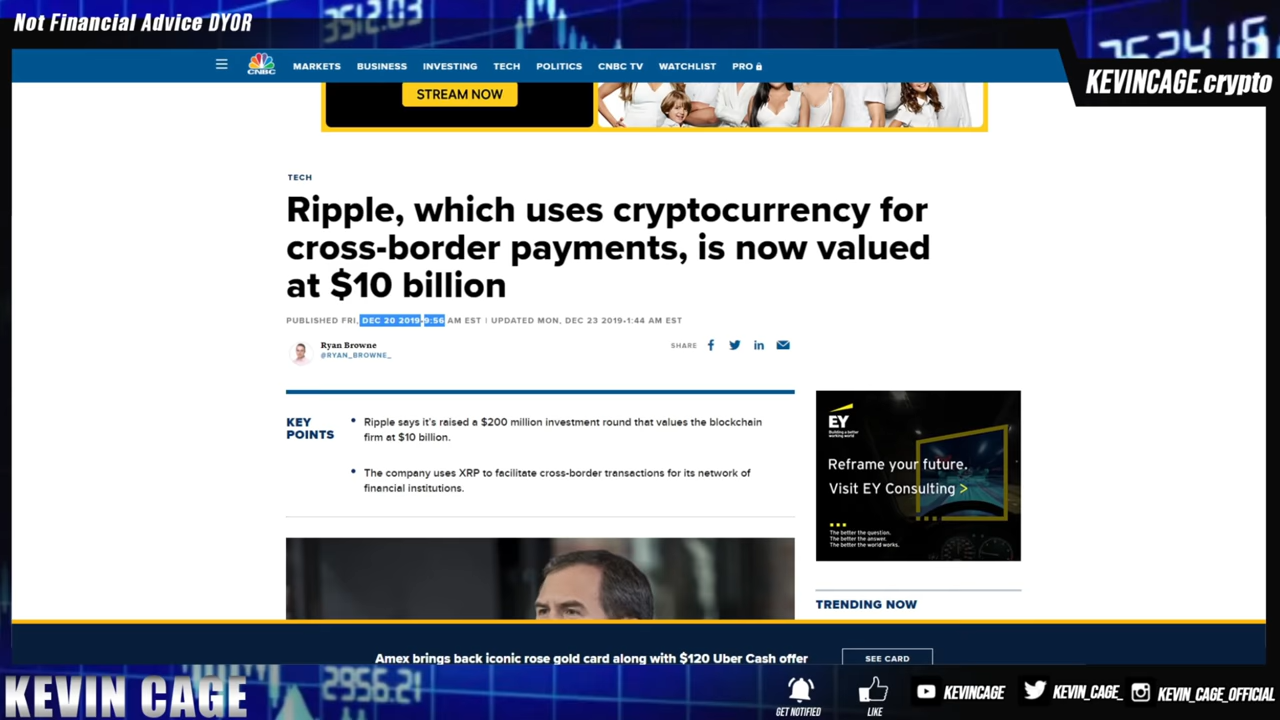 Not Financial Advice DYOR
3512.03
3524.16
KEVINCAGE.crypto
CNBC
MARKETS BUSINESS INVESTING TECH POLITICS CNBC TV WATCHLIST PRO
STREAM NOW
TECH
Ripple, which uses cryptocurrency for
cross-border payments, is now valued
at $10 billion
PUBLISHED FRI, DEC 20 2019•9:56 AM EST | UPDATED MON, DEC 23 2019•1:44 AM EST
Ryan Browne
@RYAN_BROWNE_
SHARE
KEY
POINTS
• Ripple says it's raised a $200 million investment round that values the blockchain
firm at $10 billion.
• The company uses XRP to facilitate cross-border transactions for its network of
financial institutions.
EY
Building a better
working world
Reframe your future.
Visit EY Consulting >
The better the question.
The better the answer.
The better the world works.
TRENDING NOW
Amex brings back iconic rose gold card along with $120 Uber Cash offer
SEE CARD
KEVIN CAGE
2956.21
GET NOTIFIED
LIKE
KEVINCAGE
KEVIN_CAGE_
KEVIN_CAGE_OFFICIAL